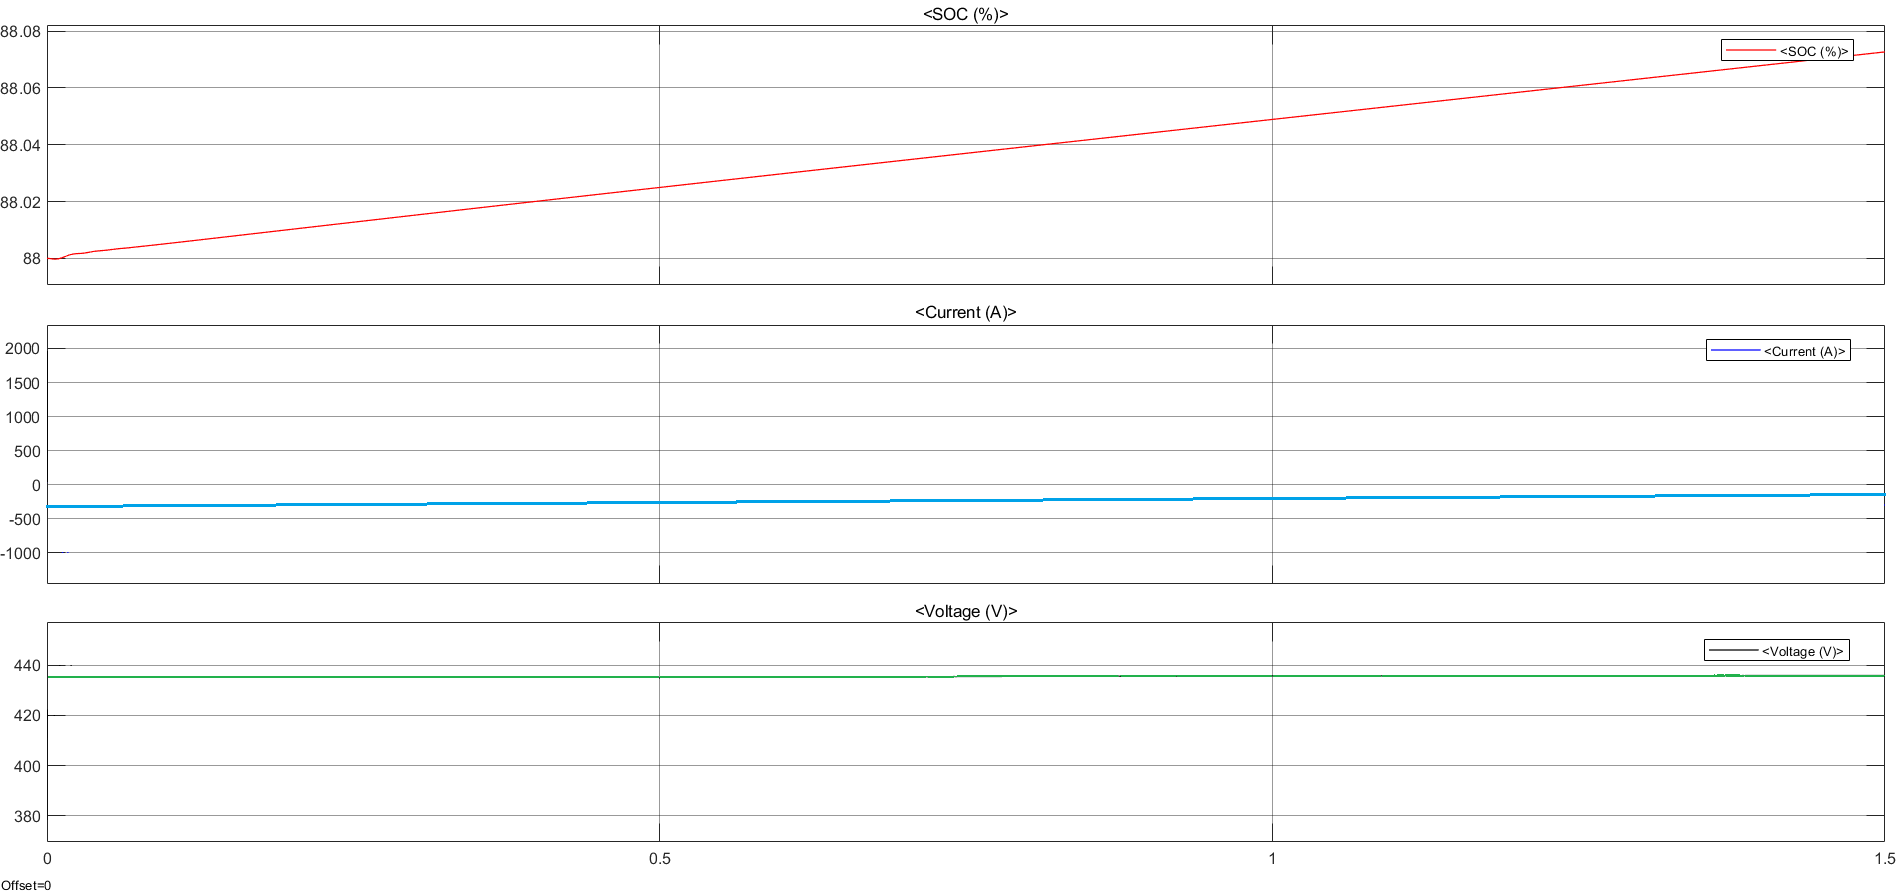 <SOC (%)>
88.08
<SOC (%)>
88.06
88.04
88.02
88
<Current (A)>
2000
<Current (A)>
1500
1000
500
0
-500
-1000
<Voltage (V)>
<Voltage (V)>
440
420
400
380
0 0.5 1 1.5
Offset=0